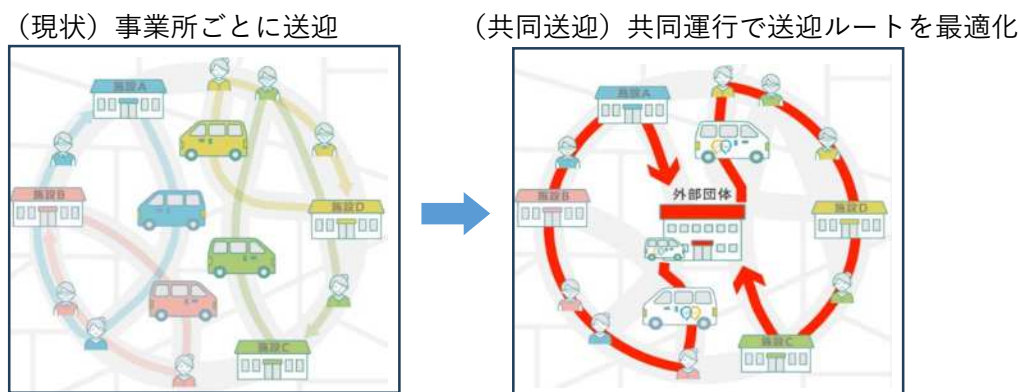 （現状）事業所ごとに送迎
（共同送迎）共同運行で送迎ルートを最適化
施設A
施設B
施設D
施設C
施設A
施設B
外部団体
施設D
施設C